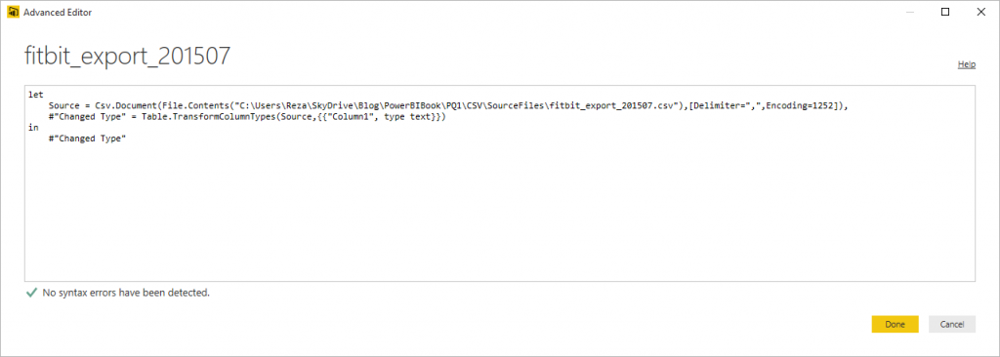 Advanced Editor
fitbit_export_201507
Help
let
    Source = Csv.Document(File.Contents("C:\Users\Reza\SkyDrive\Blog\PowerBIBook\PQ1\CSV\SourceFiles\fitbit_export_201507.csv"),[Delimiter=",",Encoding=1252]),
    #"Changed Type" = Table.TransformColumnTypes(Source,{{"Column1", type text}})
in
    #"Changed Type"
No syntax errors have been detected.
Done Cancel